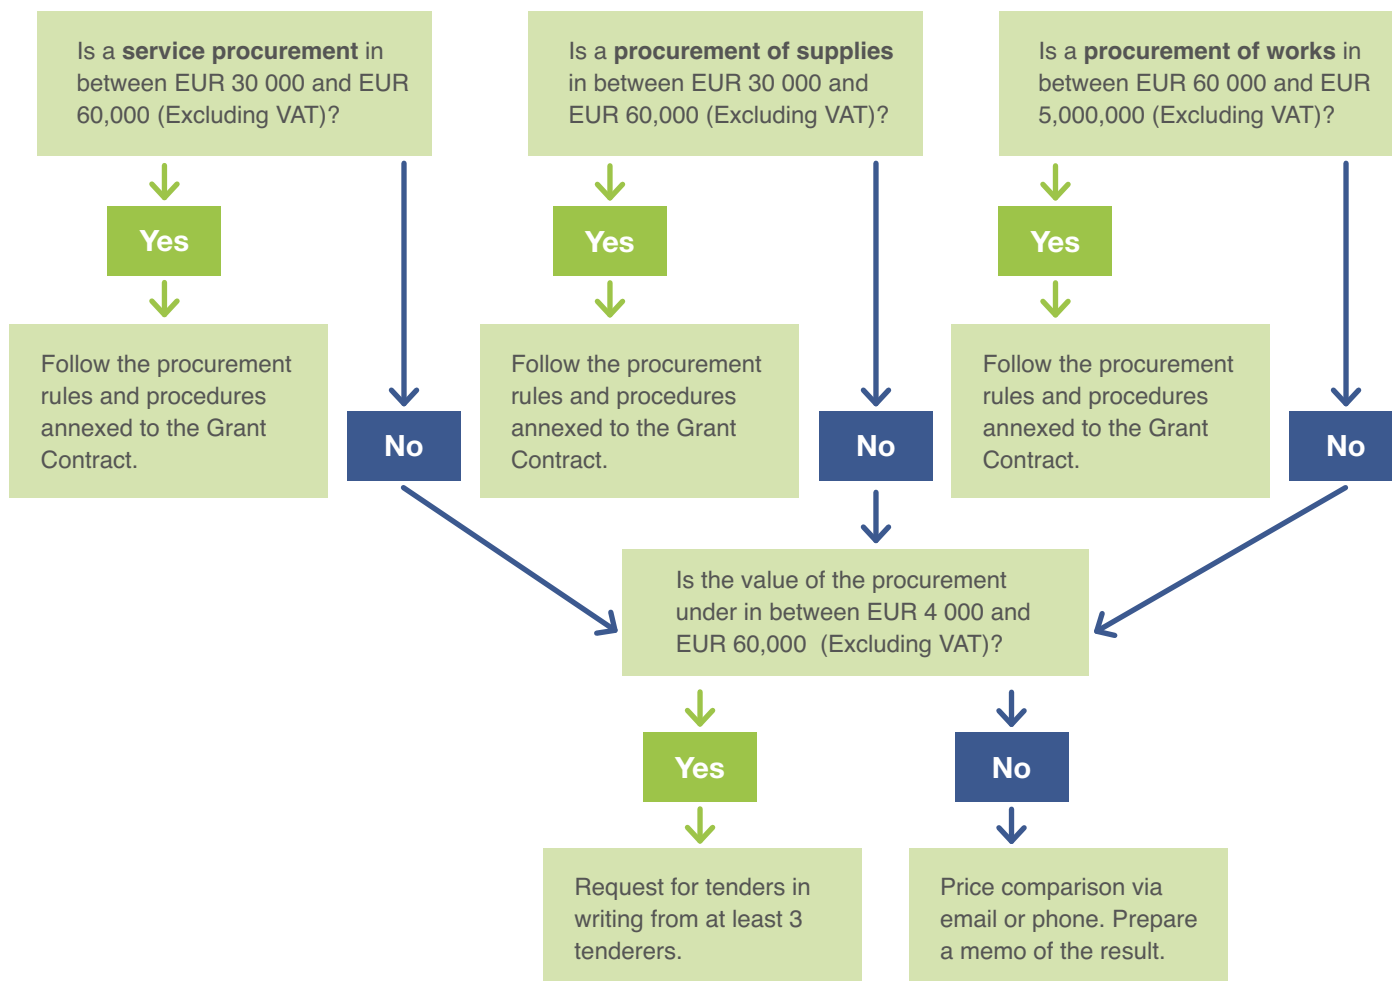 Is a service procurement in
between EUR 30 000 and EUR
60,000 (Excluding VAT)?
Is a procurement of supplies
in between EUR 30 000 and
EUR 60,000 (Excluding VAT)?
Is a procurement of works in
between EUR 60 000 and EUR
5,000,000 (Excluding VAT)?
Yes
Yes
Yes
Follow the procurement
rules and procedures
annexed to the Grant
Contract.
No
Follow the procurement
rules and procedures
annexed to the Grant
Contract.
No
Follow the procurement
rules and procedures
annexed to the Grant
Contract.
No
Is the value of the procurement
under in between EUR 4 000 and
EUR 60,000 (Excluding VAT)?
Yes
No
Request for tenders in
writing from at least 3
tenderers.
Price comparison via
email or phone. Prepare
a memo of the result.